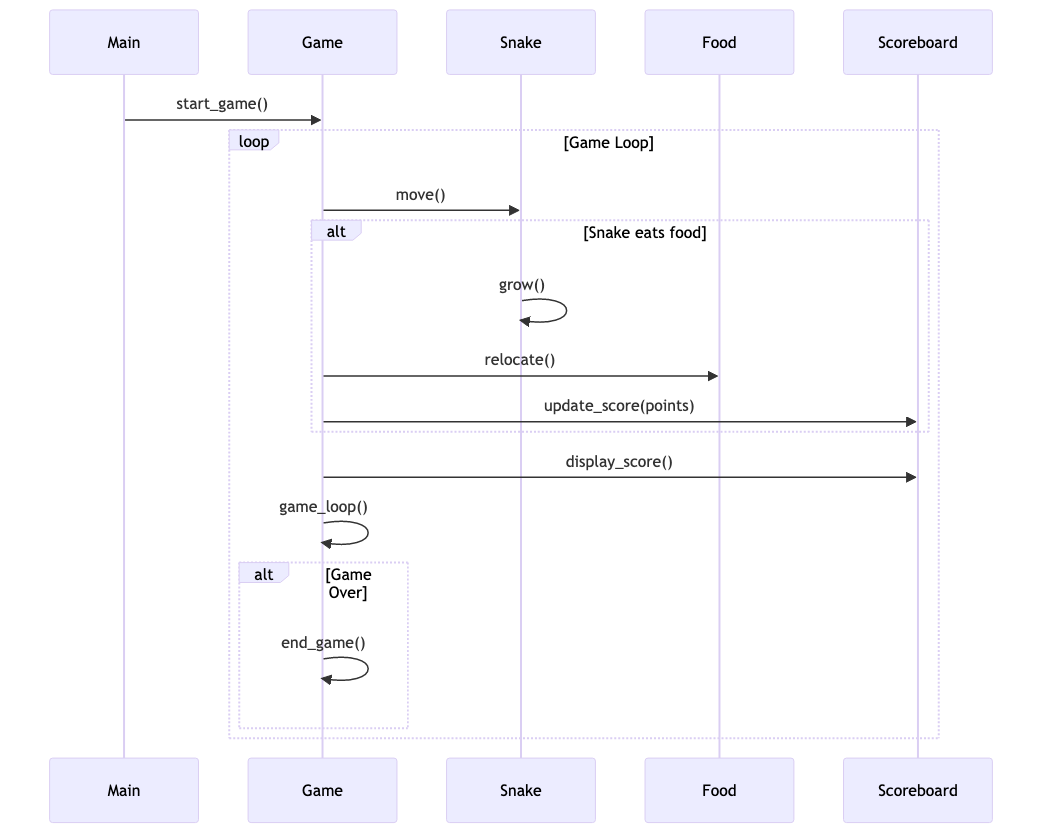 Main
Game
Snake
Food
Scoreboard
start_game()
loop
[Game Loop]
move()
alt
[Snake eats food]
grow()
relocate()
update_score(points)
display_score()
game_loop()
alt
[Game
Over]
end_game()
Main
Game
Snake
Food
Scoreboard